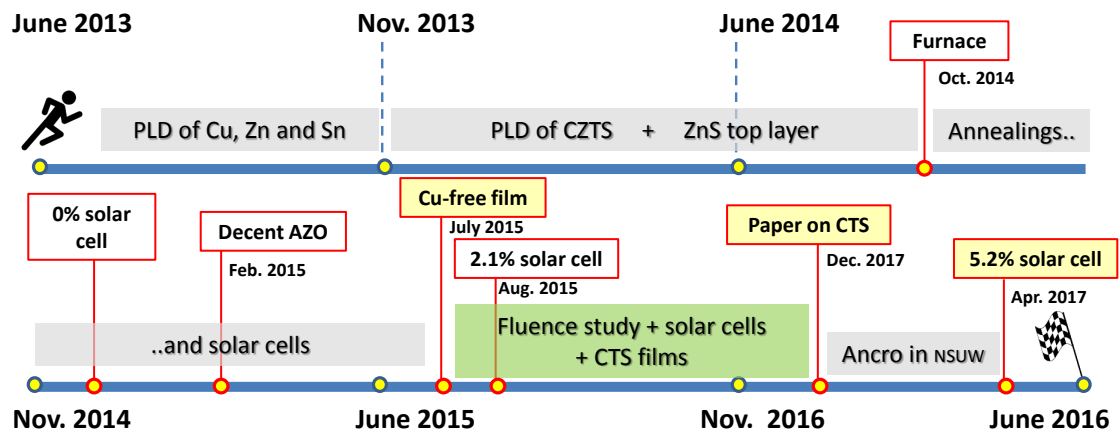 June 2013
Nov. 2013
June 2014
Furnace
Oct. 2014
PLD of Cu, Zn and Sn
PLD of CZTS + ZnS top layer
Annealings..
0% solar
cell
Decent AZO
Feb. 2015
Cu-free film
July 2015
2.1% solar cell
Aug. 2015
Paper on CTS
Dec. 2017
5.2% solar cell
Apr. 2017
..and solar cells
Fluence study + solar cells
+ CTS films
Ancro in NSUW
Nov. 2014
June 2015
Nov. 2016
June 2016